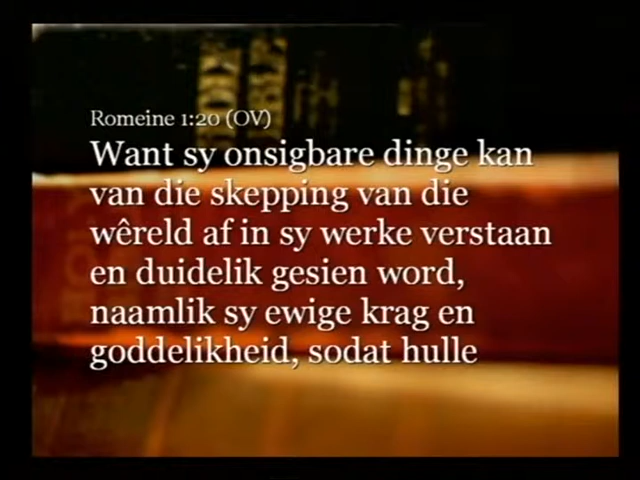 Romeine 1:20 (OV)
Want sy onsigbare dinge kan
van die skepping van die
wêreld af in sy werke verstaan
en duidelik gesien word,
naamlik sy ewige krag en
goddelikheid, sodat hulle